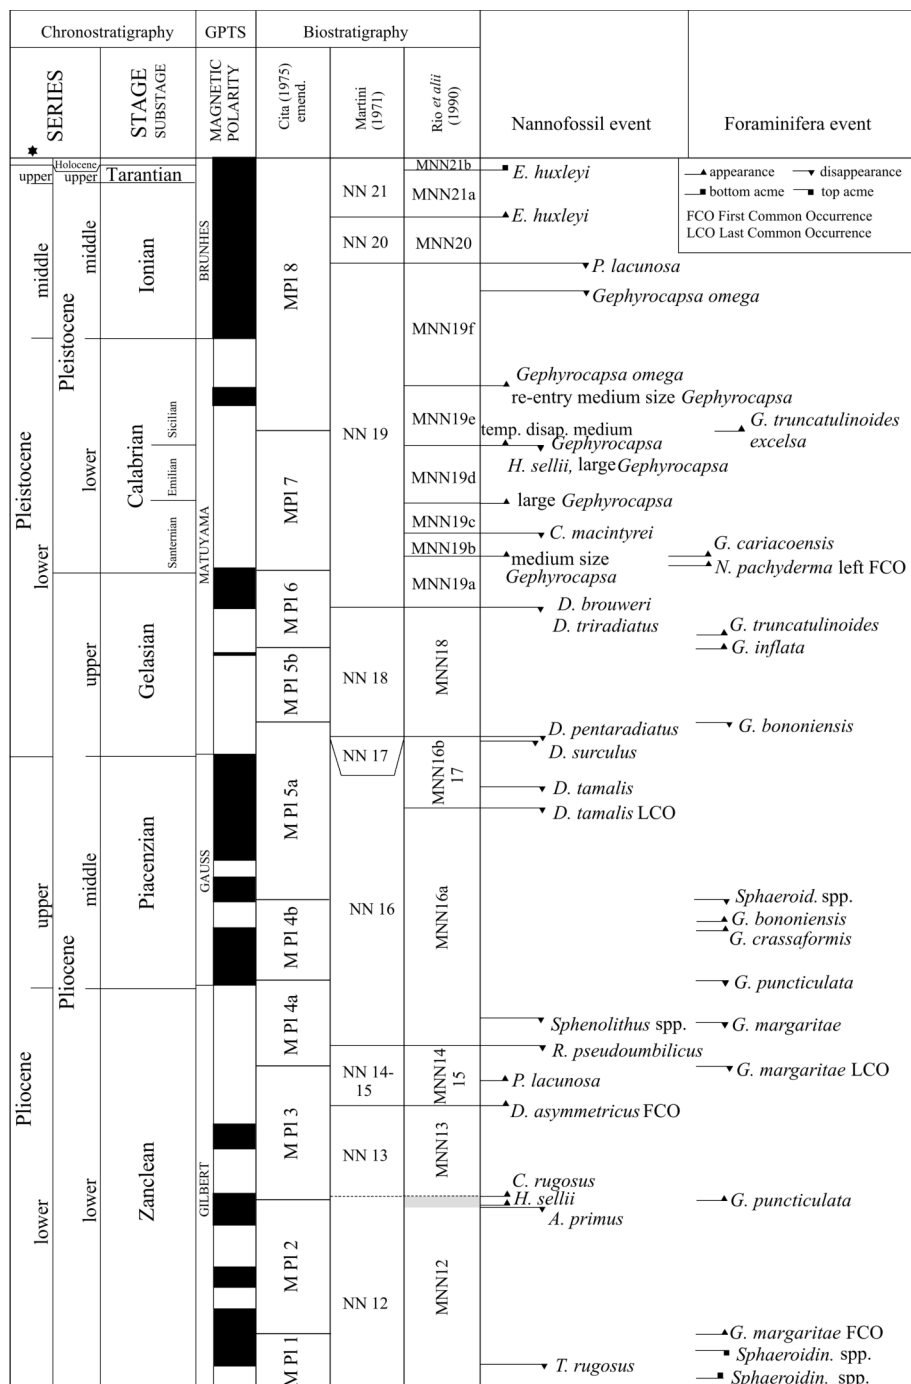 Chronostratigraphy
GPTS
Biostratigraphy
SERIES
STAGE
SUBSTAGE
MAGNETIC
POLARITY
Cita (1975)
emend.
Martini
(1971)
Rio et alii
(1990)
Nannofossil event
Foraminifera event
appearance
disappearance
bottom acme
top acme
FCO First Common Occurrence
LCO Last Common Occurrence
Holocene
upper
upper
Tarantian
middle
Pleistocene
middle
Ionian
BRUNHES
Pleistocene
lower
lower
Calabrian
Sicilian
Emilian
Santernian
MATUYAMA
upper
Gelasian
Pliocene
upper
Pliocene
middle
Piacenzian
GAUSS
lower
lower
Zanclean
GILBERT
MPl 8
MPl 7
M Pl 6
M Pl 5b
M Pl 5a
M Pl 4b
M Pl 4a
M Pl 3
M Pl 2
M Pl 1
NN 21
NN 20
NN 19
NN 18
NN 17
NN 16
NN 14-
15
NN 13
NN 12
MNN21b
MNN21a
MNN20
MNN19f
MNN19e
MNN19d
MNN19c
MNN19b
MNN19a
MNN18
MNN16b
17
MNN16a
MNN14
15
MNN13
MNN12
E. huxleyi
E. huxleyi
P. lacunosa
Gephyrocapsa omega
Gephyrocapsa omega
re-entry medium size Gephyrocapsa
temp. disap. medium
Gephyrocapsa
H. sellii, large Gephyrocapsa
large Gephyrocapsa
C. macintyrei
medium size
Gephyrocapsa
D. brouweri
D. triradiatus
D. pentaradiatus
D. surculus
D. tamalis
D. tamalis LCO
Sphenolithus spp.
R. pseudoumbilicus
P. lacunosa
D. asymmetricus FCO
C. rugosus
H. sellii
A. primus
T. rugosus
G. truncatulinoides
excelsa
G. cariacoensis
N. pachyderma left FCO
G. truncatulinoides
G. inflata
G. bononiensis
Sphaeroid. spp.
G. bononiensis
G. crassaformis
G. puncticulata
G. margaritae
G. margaritae LCO
G. puncticulata
G. margaritae FCO
Sphaeroidin. spp.
Sphaeroidin. spp.